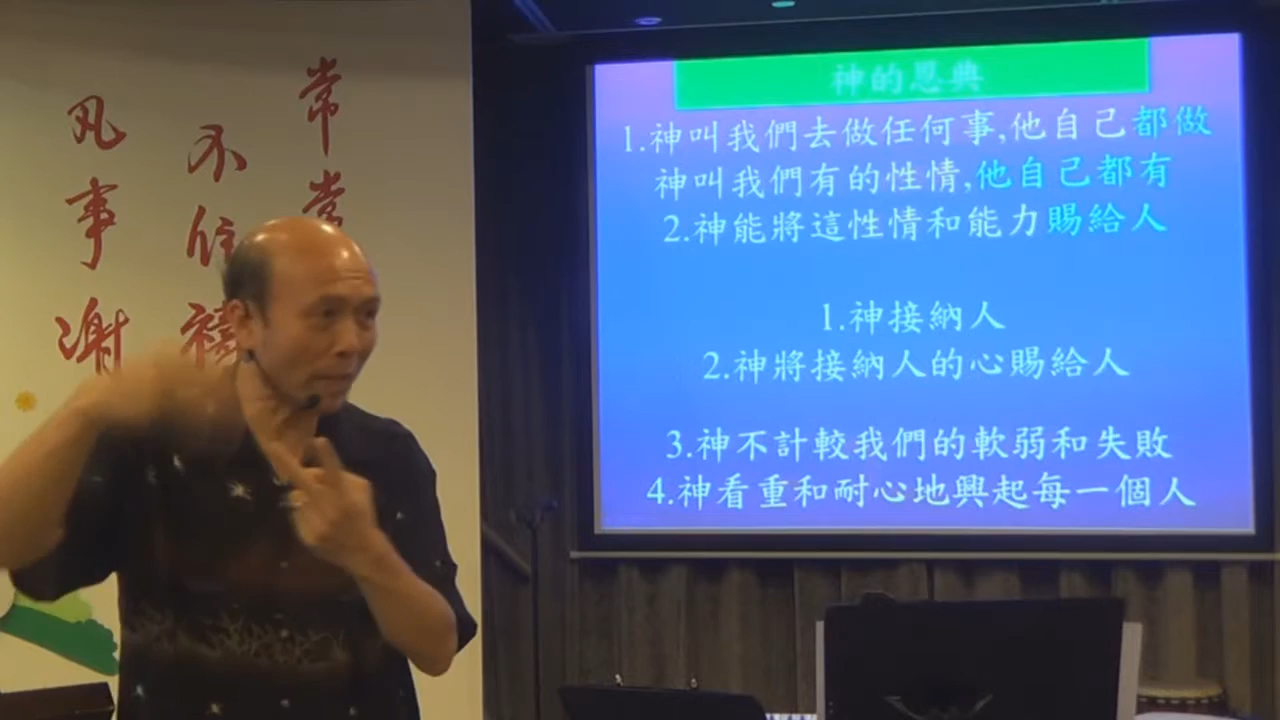 常常
不住禱
凡事謝
神的恩典
1.神叫我們去做任何事,他自己都做
神叫我們有的性情,他自己都有
2.神能將這性情和能力賜給人
1.神接納人
2.神將接納人的心賜給人
3.神不計較我們的軟弱和失敗
4.神看重和耐心地興起每一個人